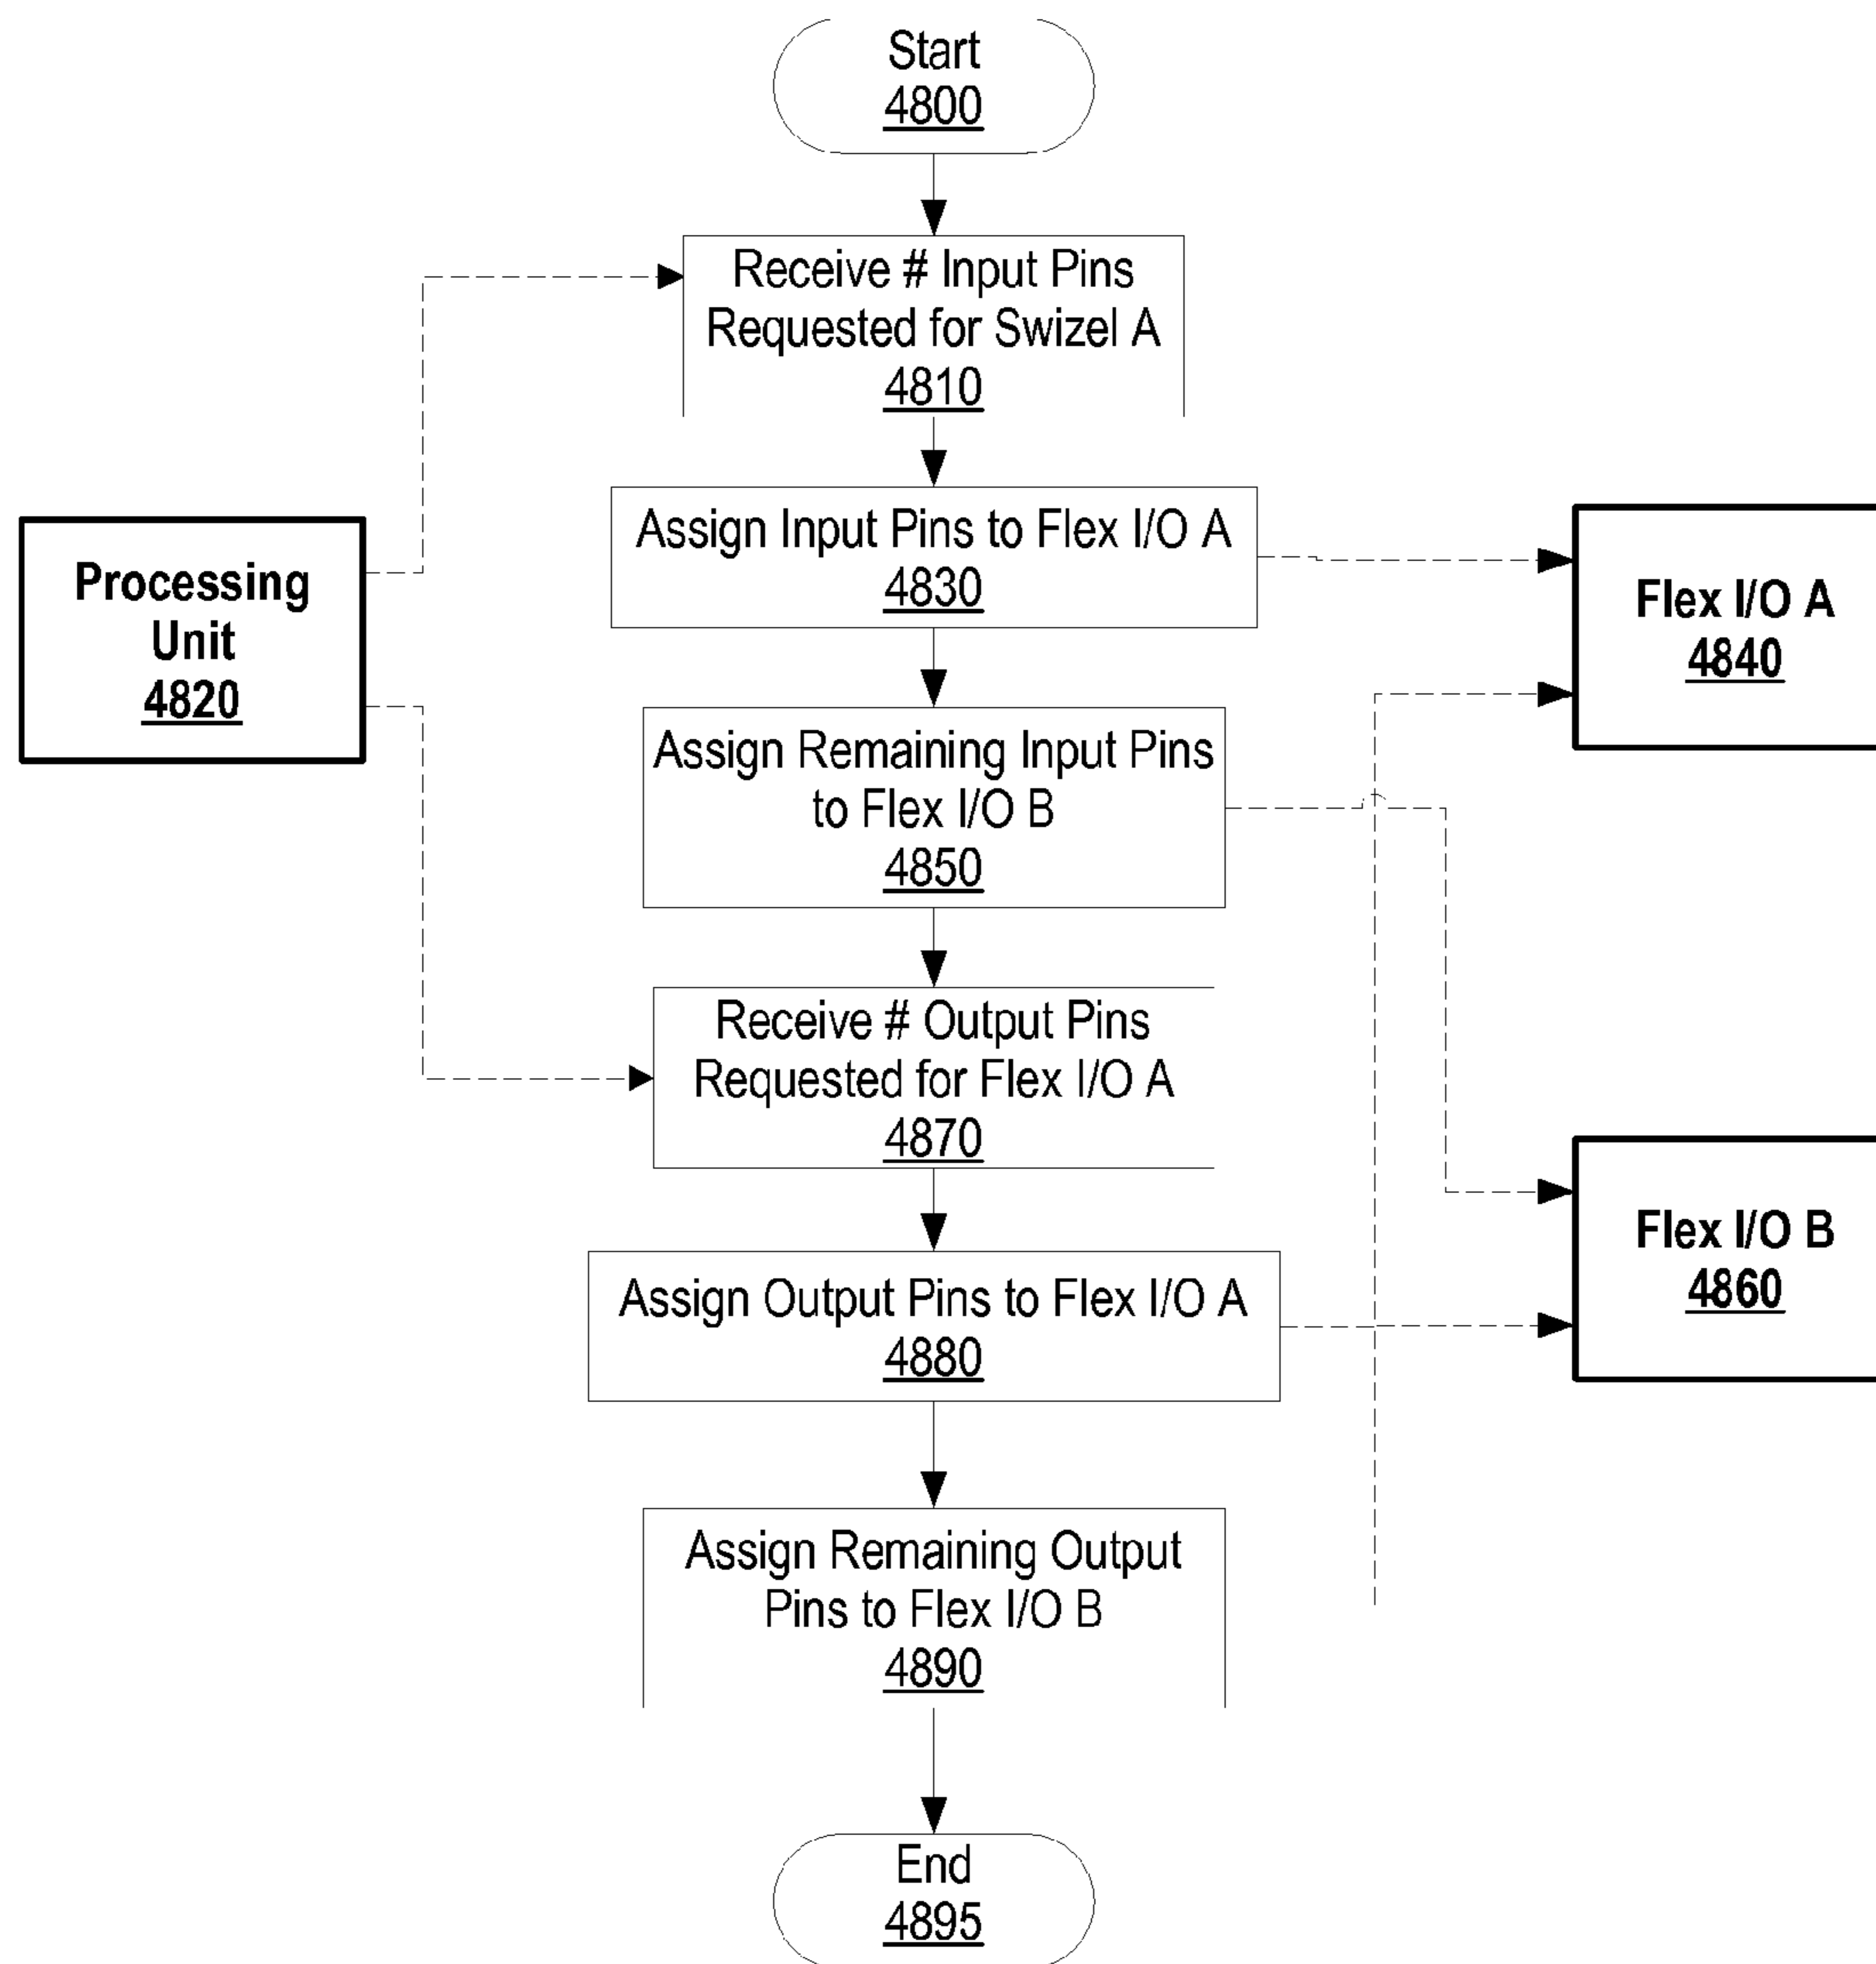 Start
4800
Receive # Input Pins
Requested for Swizel A
4810
Assign Input Pins to Flex I/O A
4830
Processing
Unit
4820
Flex I/O A
4840
Assign Remaining Input Pins
to Flex I/O B
4850
Receive # Output Pins
Requested for Flex I/O A
4870
Flex I/O B
4860
Assign Output Pins to Flex I/O A
4880
Assign Remaining Output
Pins to Flex I/O B
4890
End
4895